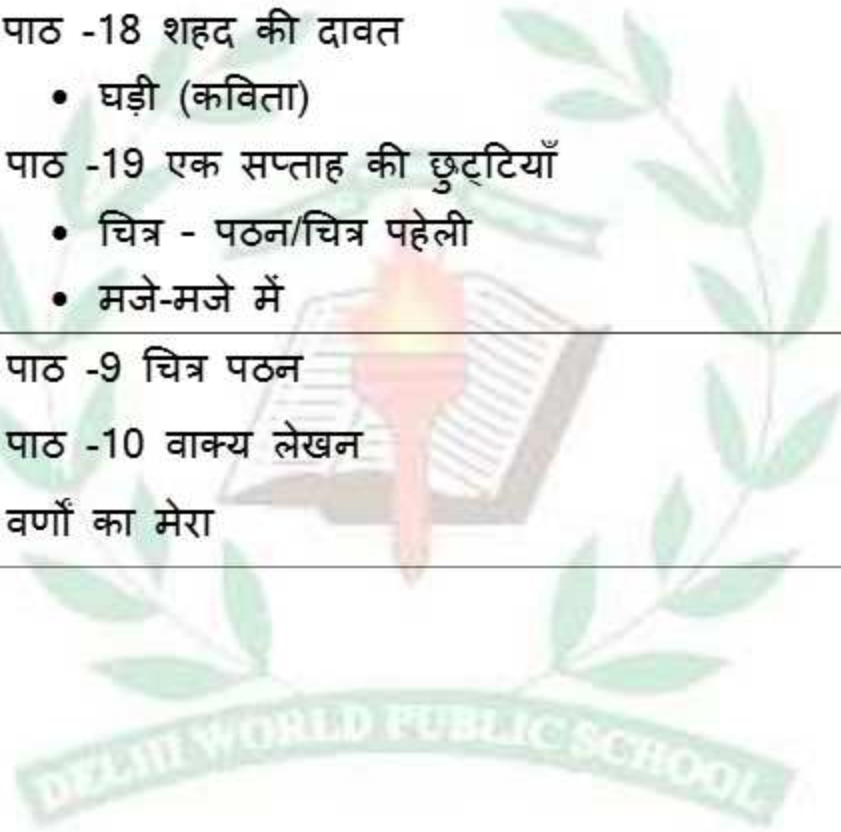 पाठ -18 शहद की दावत
• घड़ी (कविता)
पाठ -19 एक सप्ताह की छुट्टियाँ
• चित्र - पठन/चित्र पहेली
• मजे-मजे में
पाठ -9 चित्र पठन
पाठ -10 वाक्य लेखन
वर्णों का मेरा
DELHI WORLD PUBLIC SCHOOL